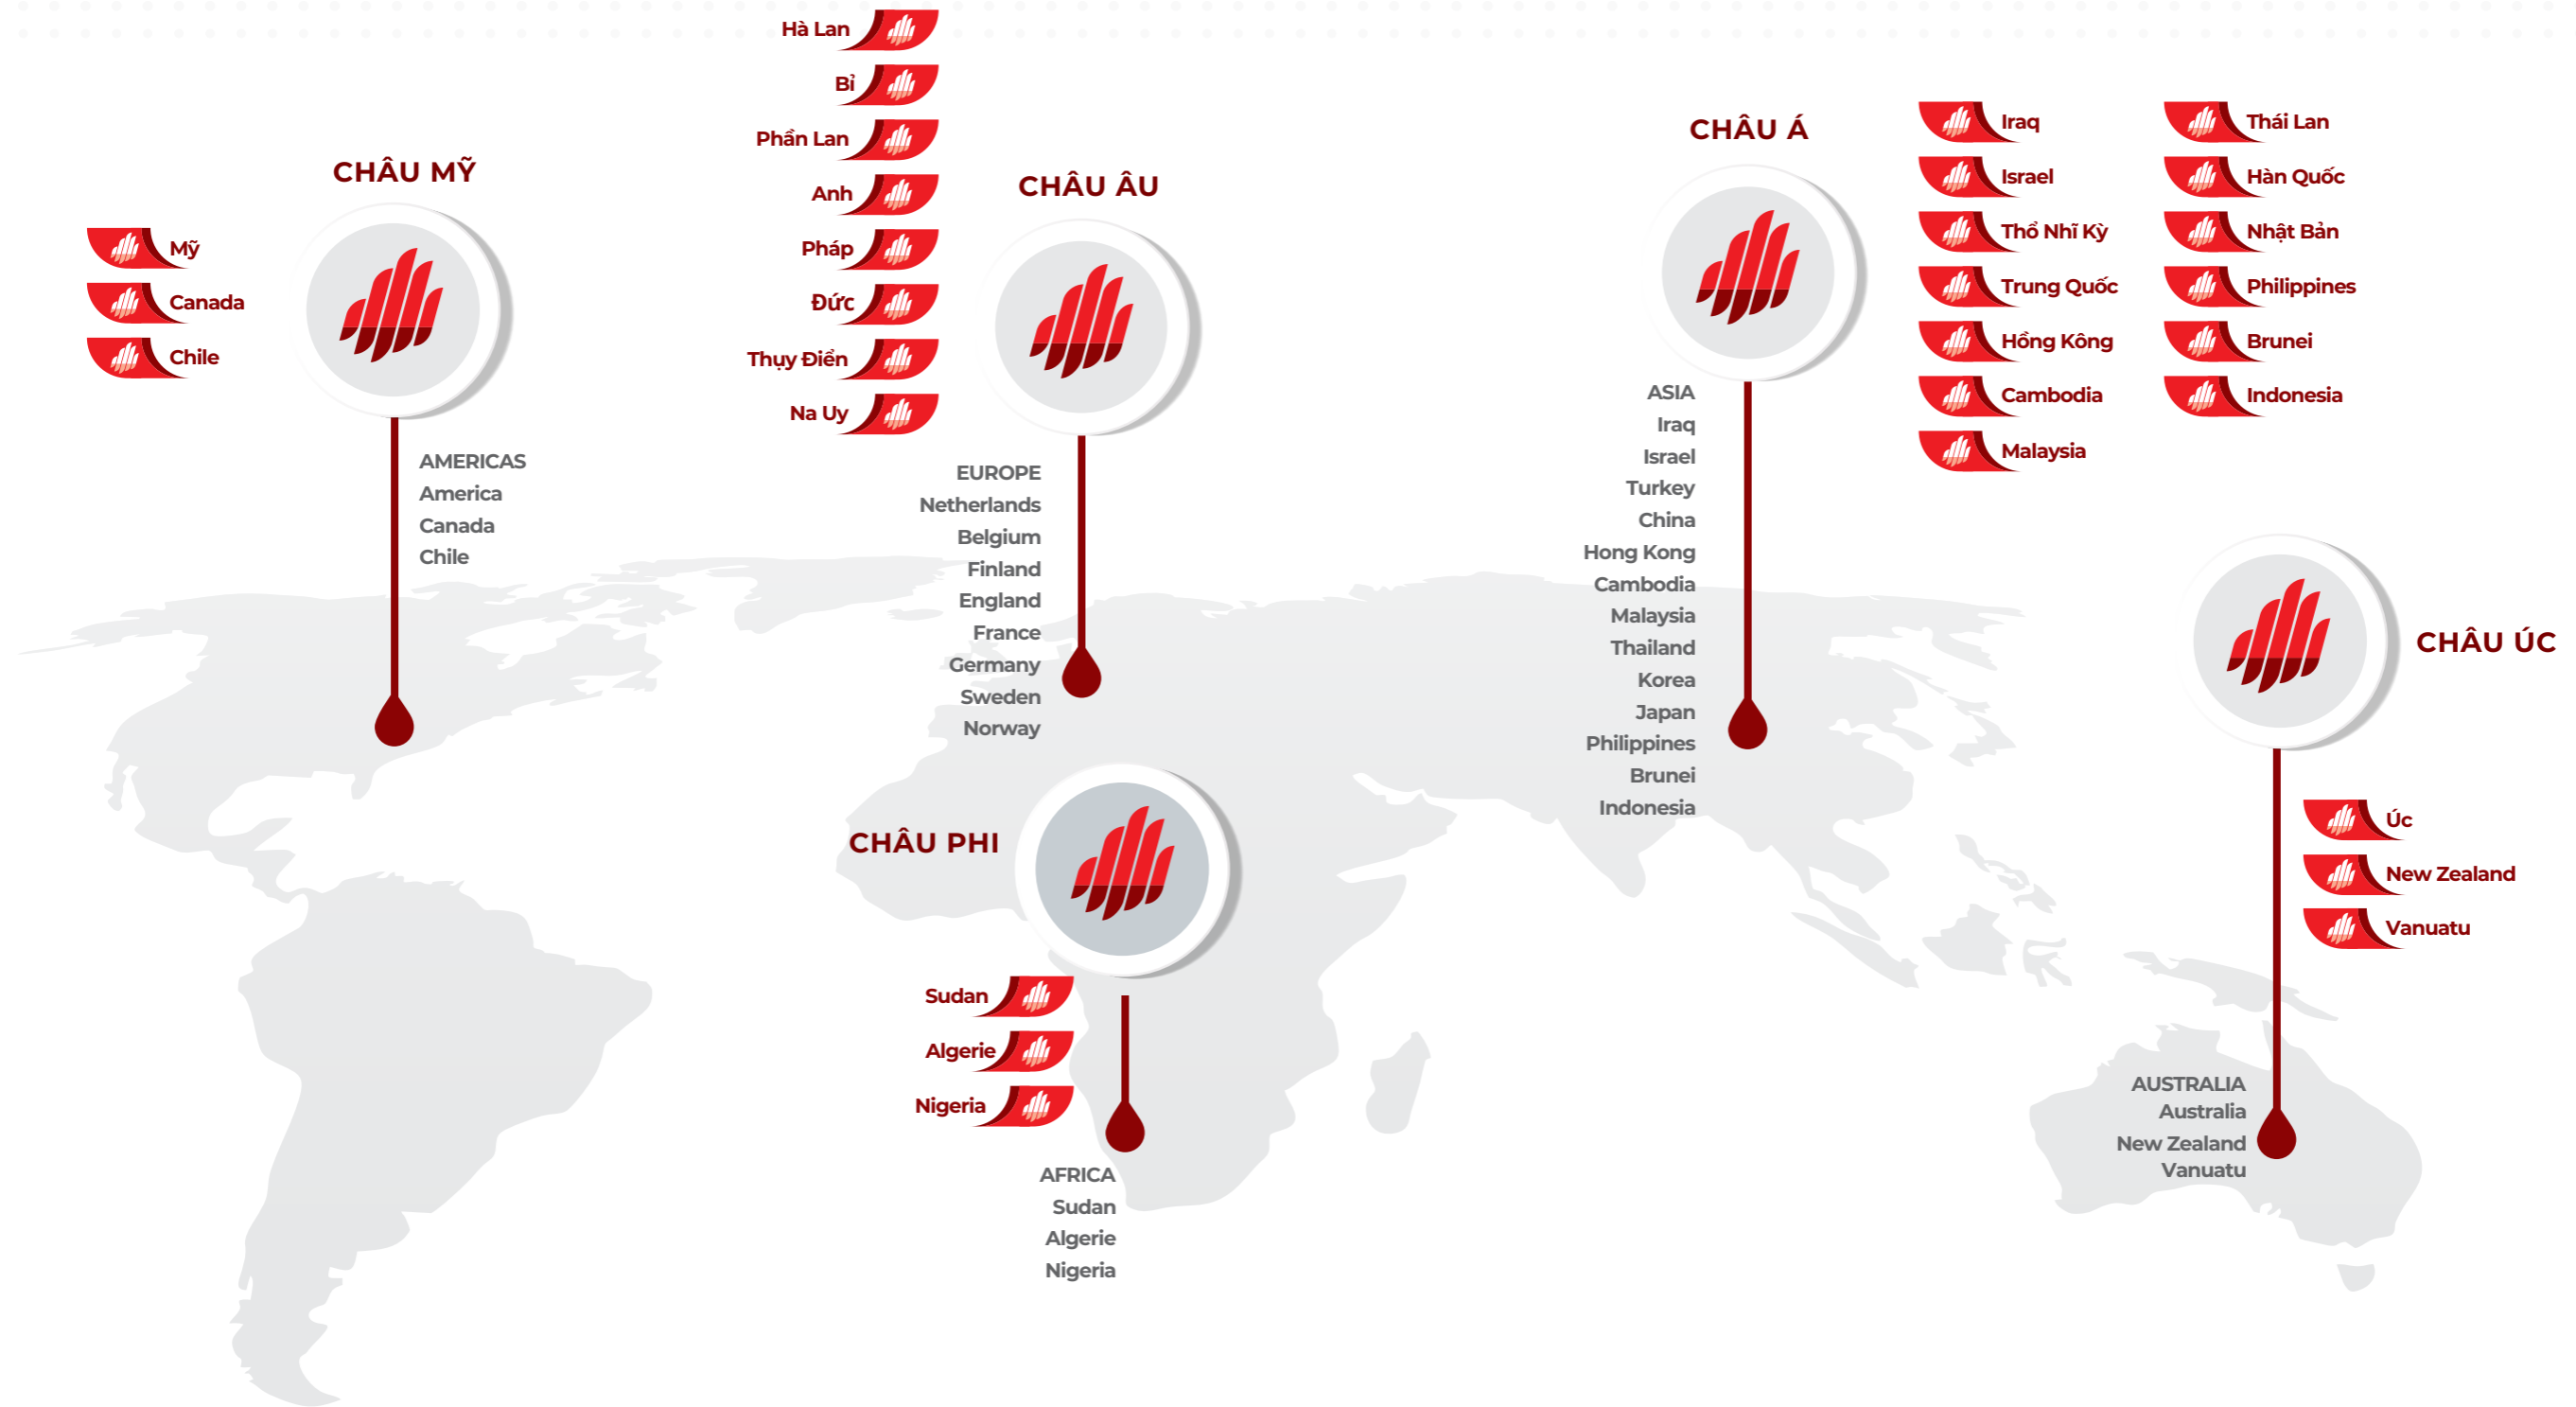 CHÂU MỸ
Mỹ
Canada
Chile
AMERICAS
America
Canada
Chile
Hà Lan
Bỉ
Phần Lan
Anh
Pháp
Đức
Thụy Điển
Na Uy
CHÂU ÂU
EUROPE
Netherlands
Belgium
Finland
England
France
Germany
Sweden
Norway
CHÂU PHI
Sudan
Algerie
Nigeria
AFRICA
Sudan
Algerie
Nigeria
CHÂU Á
Iraq
Israel
Thổ Nhĩ Kỳ
Trung Quốc
Hồng Kông
Cambodia
Malaysia
Thái Lan
Hàn Quốc
Nhật Bản
Philippines
Brunei
Indonesia
ASIA
Iraq
Israel
Turkey
China
Hong Kong
Cambodia
Malaysia
Thailand
Korea
Japan
Philippines
Brunei
Indonesia
CHÂU ÚC
Úc
New Zealand
Vanuatu
AUSTRALIA
Australia
New Zealand
Vanuatu